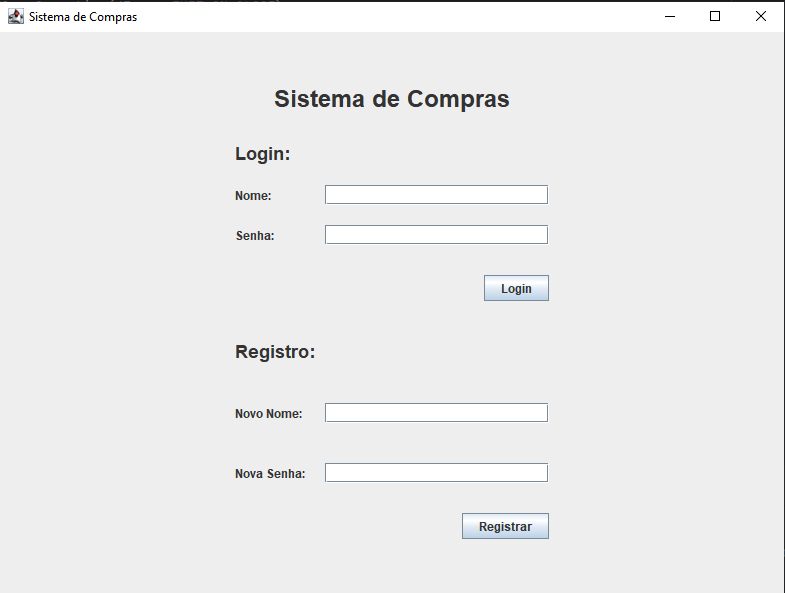 Sistema de Compras
Sistema de Compras
Login:
Nome:
Senha:
Login
Registro:
Novo Nome:
Nova Senha:
Registrar